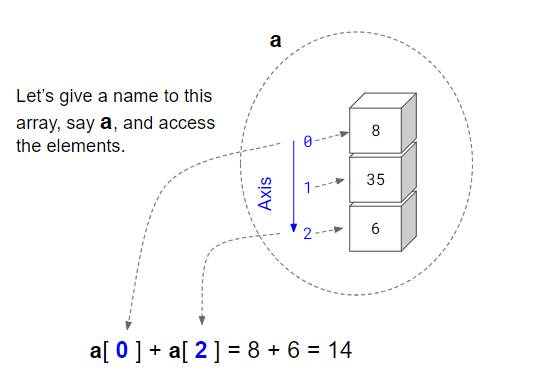 a
Let's give a name to this
array, say a, and access
the elements.
Axis
0
1
2
8
35
6
a[ 0 ] + a[ 2 ] = 8 + 6 = 14